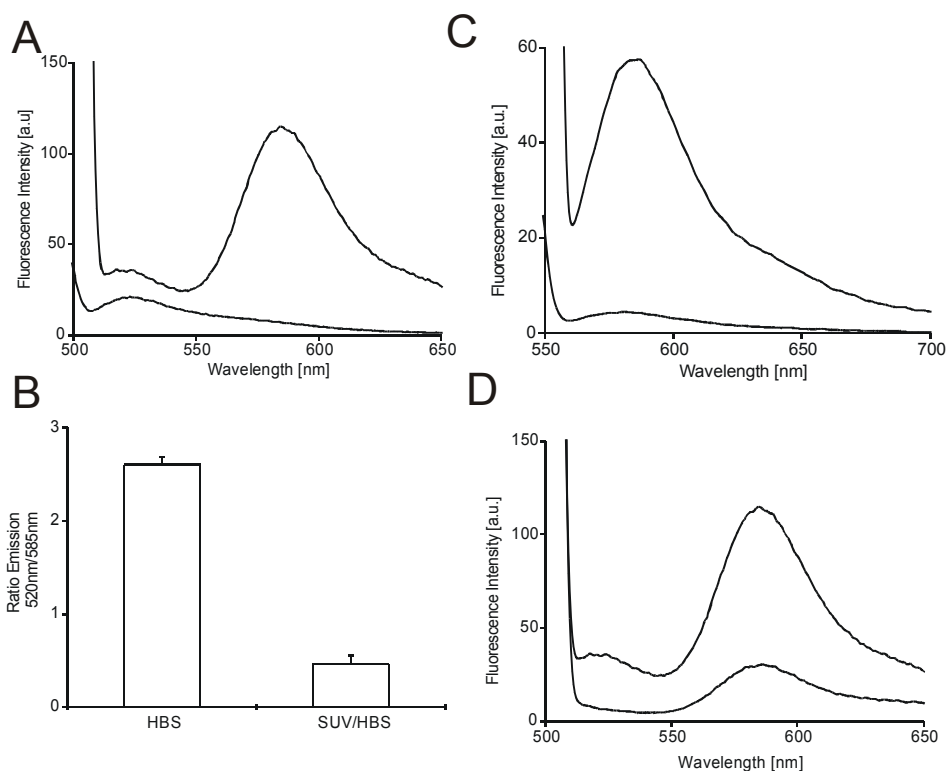 A
Fluorescence Intensity [a.u]
150
100
50
0
500
550
600
650
Wavelength [nm]
B
Ratio Emission
520nm/585nm
3
2
1
0
HBS
SUV/HBS
C
Fluorescence Intensity [a.u.]
60
40
20
0
550
600
650
700
Wavelength [nm]
D
Fluorescence Intensity [a.u.]
150
100
50
0
500
550
600
650
Wavelength [nm]